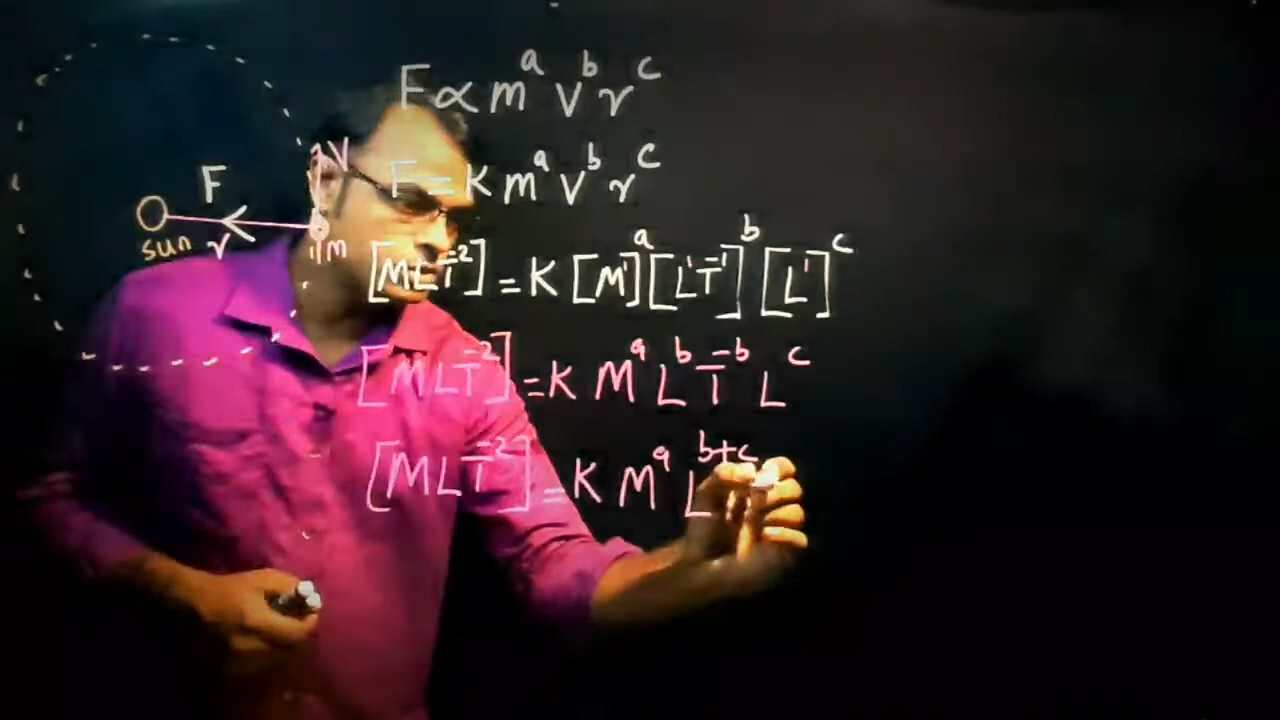 F ∝ m^a V^b r^c
F = K m^a V^b r^c
F
V
sun r m
[MLT^-2] = K [M^1]^a [L^1T^-1]^b [L^1]^c
[MLT^-2] = K M^a L^b T^-b L^c
[MLT^-2] = K M^a L^b+c